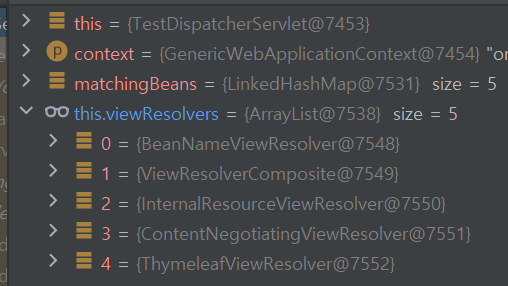 this = {TestDispatcherServlet@7453}
p context = {GenericWebApplicationContext@7454} "or
matchingBeans = {LinkedHashMap@7531} size = 5
this.viewResolvers = {ArrayList@7538} size = 5
0 = {BeanNameViewResolver@7548}
1 = {ViewResolverComposite@7549}
2 = {InternalResourceViewResolver@7550}
3 = {ContentNegotiatingViewResolver@7551}
4 = {ThymeleafViewResolver@7552}